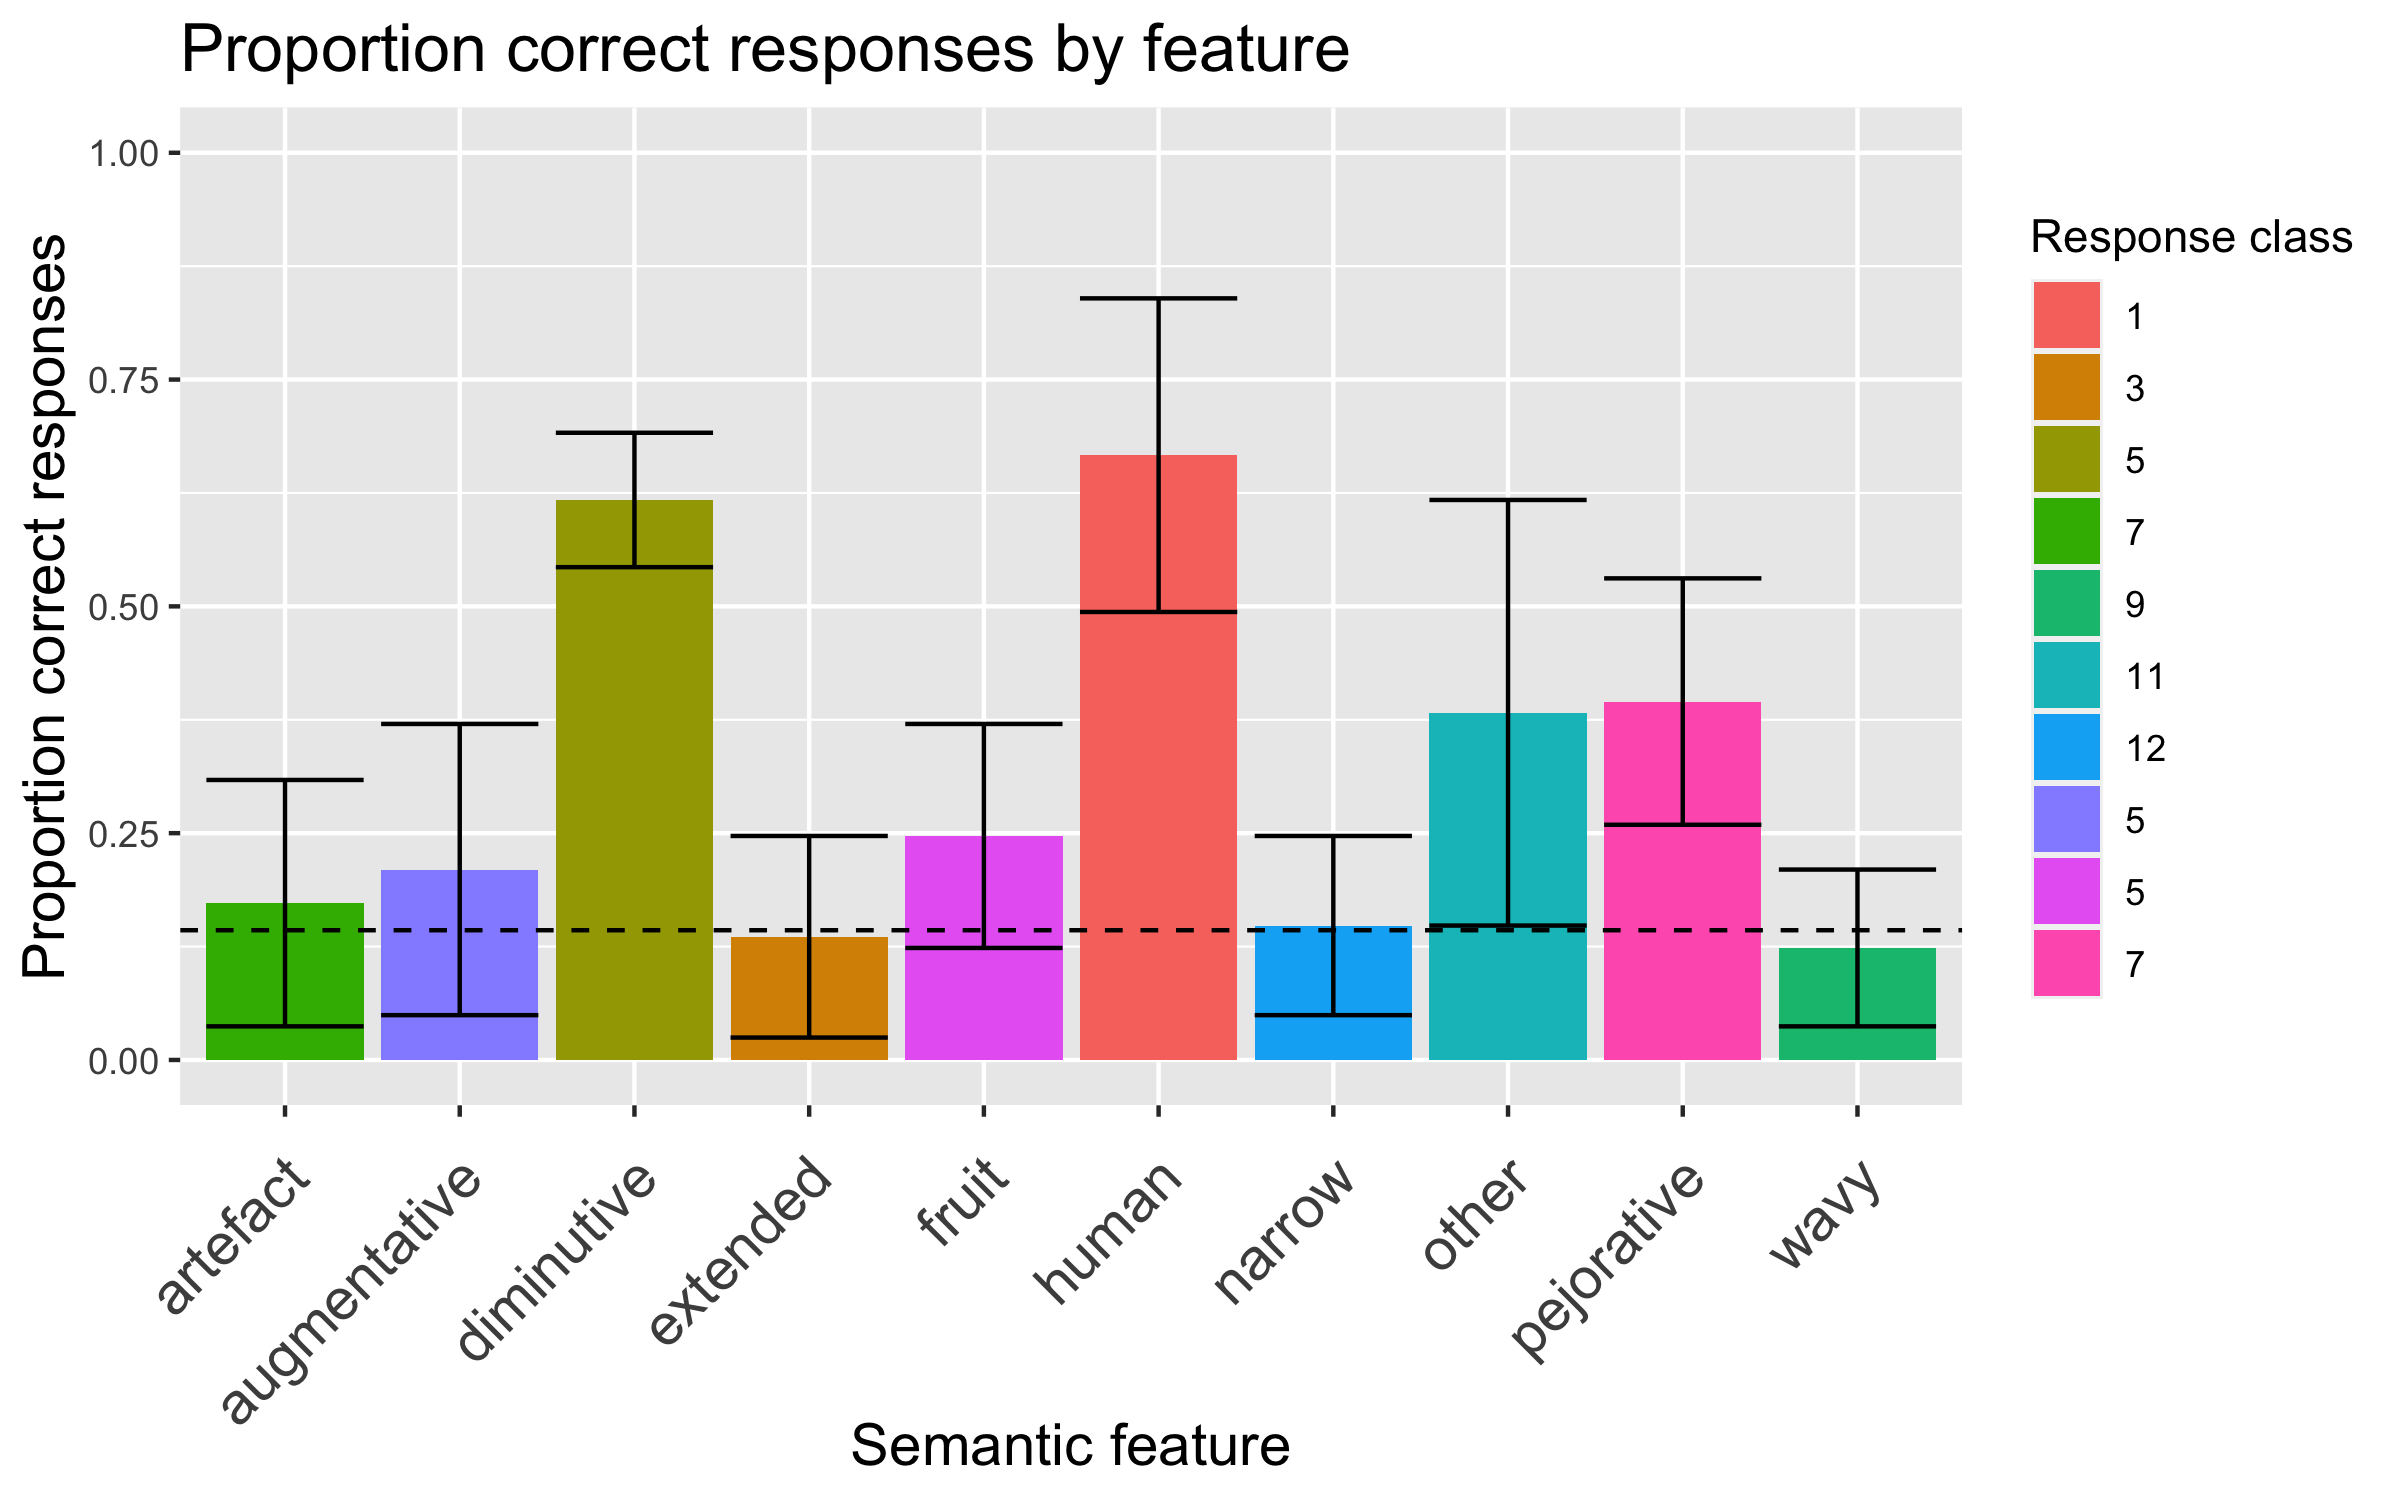 Proportion correct responses by feature
Proportion correct responses
1.00
0.75
0.50
0.25
0.00
artefact
augmentative
diminutive
extended
fruit
human
narrow
other
pejorative
wavy
Semantic feature
Response class
1
3
5
7
9
11
12
5
5
7